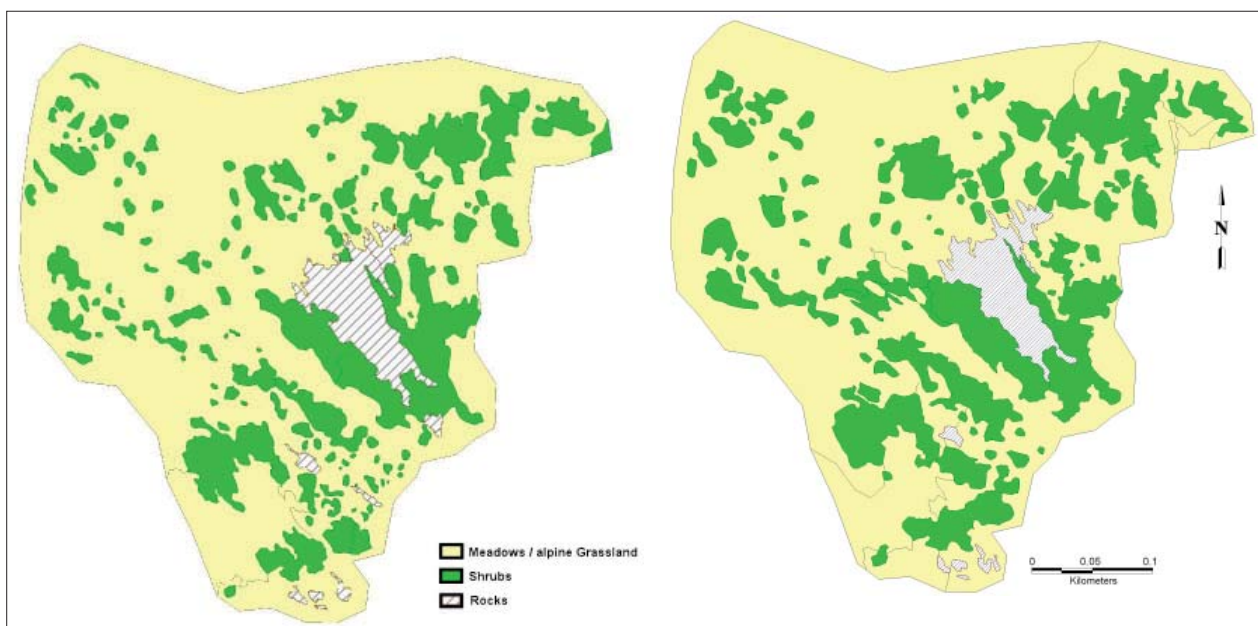 N
Meadows / alpine Grassland
Shrubs
Rocks
0 0.05 0.1
Kilometers